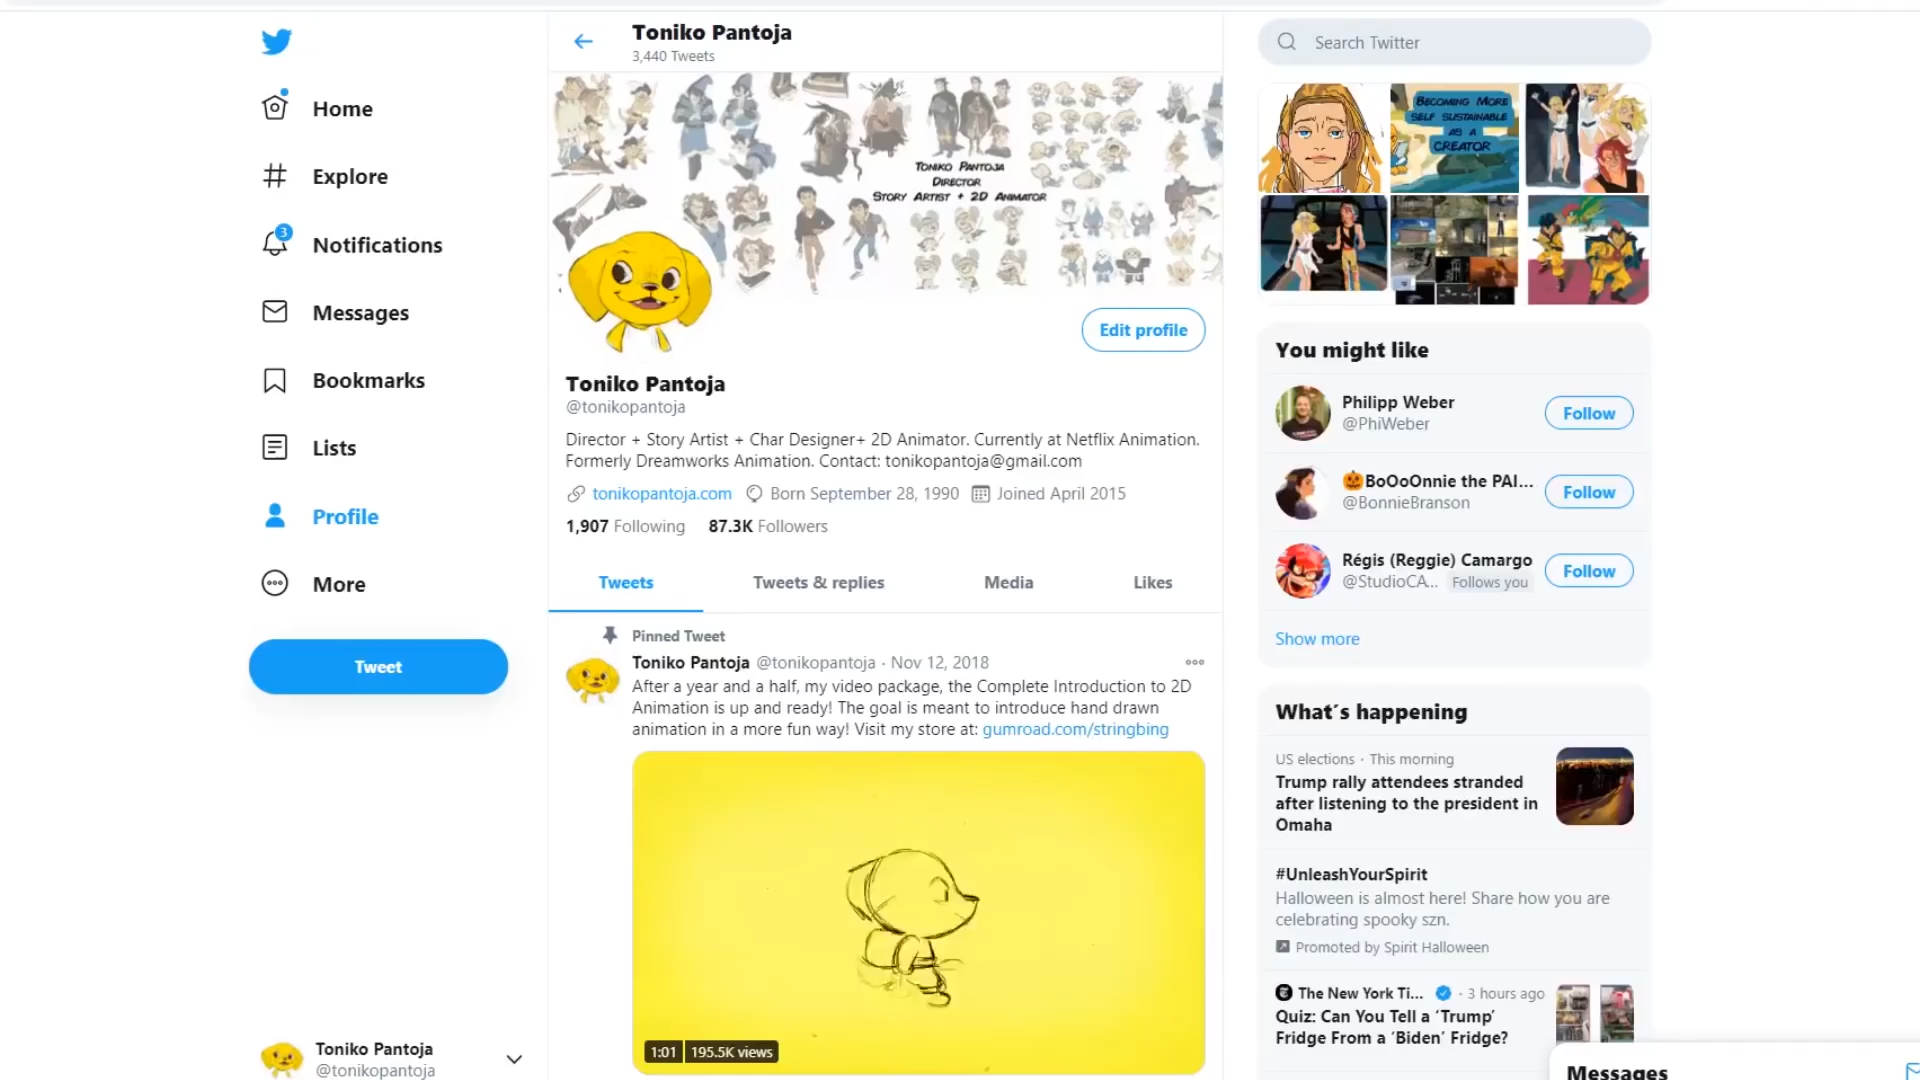 Home
Explore
3
Notifications
Messages
Bookmarks
Lists
Profile
More
Tweet
Toniko Pantoja
@tonikopantoja
Toniko Pantoja
3,440 Tweets
TONIKO PANTOJA
DIRECTOR
STORY ARTIST + 2D ANIMATOR
Edit profile
Toniko Pantoja
@tonikopantoja
Director + Story Artist + Char Designer+ 2D Animator. Currently at Netflix Animation.
Formerly Dreamworks Animation. Contact: tonikopantoja@gmail.com
tonikopantoja.com Born September 28, 1990 Joined April 2015
1,907 Following 87.3K Followers
Tweets Tweets & replies Media Likes
Pinned Tweet
Toniko Pantoja @tonikopantoja · Nov 12, 2018
After a year and a half, my video package, the Complete Introduction to 2D
Animation is up and ready! The goal is meant to introduce hand drawn
animation in a more fun way! Visit my store at: gumroad.com/stringbing
1:01 195.5K views
Search Twitter
BECOMING MORE
SELF SUSTAINABLE
AS A
CREATOR
You might like
Philipp Weber
@PhiWeber
Follow
🎃BoOoOnnie the PAI...
@BonnieBranson
Follow
Régis (Reggie) Camargo
@StudioCA... Follows you
Follow
Show more
What's happening
US elections · This morning
Trump rally attendees stranded
after listening to the president in
Omaha
#UnleashYourSpirit
Halloween is almost here! Share how you are
celebrating spooky szn.
Promoted by Spirit Halloween
The New York Ti... · 3 hours ago
Quiz: Can You Tell a ‘Trump’
Fridge From a ‘Biden’ Fridge?
Messages